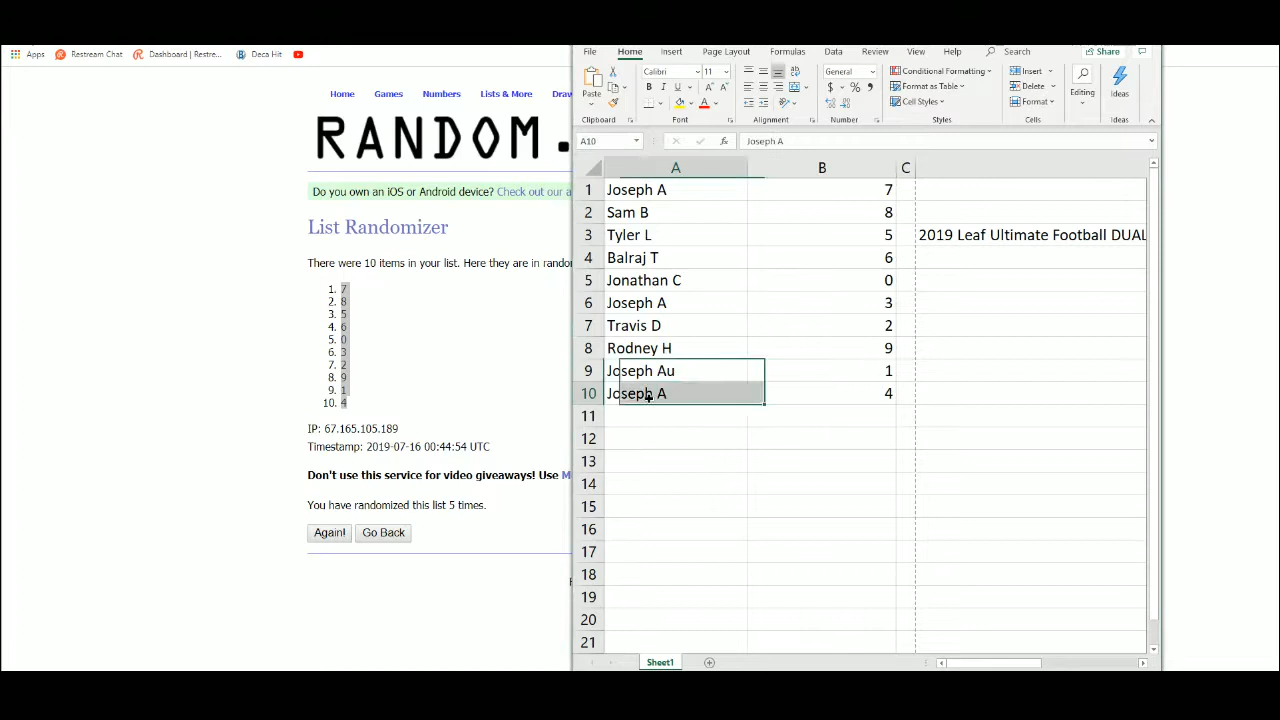 Apps Restream Chat Dashboard | Restre... Deca Hit
Home Games Numbers Lists & More Draw
RANDOM.
Do you own an iOS or Android device? Check out our a
List Randomizer
There were 10 items in your list. Here they are in rando
1. 7
2. 8
3. 5
4. 6
5. 0
6. 3
7. 2
8. 9
9. 1
10. 4
IP: 67.165.105.189
Timestamp: 2019-07-16 00:44:54 UTC
Don't use this service for video giveaways! Use M
You have randomized this list 5 times.
Again! Go Back
File Home Insert Page Layout Formulas Data Review View Help Search Share
Paste
Calibri 11
B I U
General
$ % 9
Conditional Formatting
Format as Table
Cell Styles
Insert
Delete
Format
Editing
Ideas
Clipboard Font Alignment Number Styles Cells Ideas
A10 fx Joseph A
A B C
1 Joseph A 7
2 Sam B 8
3 Tyler L 5 2019 Leaf Ultimate Football DUAL
4 Balraj T 6
5 Jonathan C 0
6 Joseph A 3
7 Travis D 2
8 Rodney H 9
9 Joseph Au 1
10 Joseph A 4
11
12
13
14
15
16
17
18
19
20
21
Sheet1